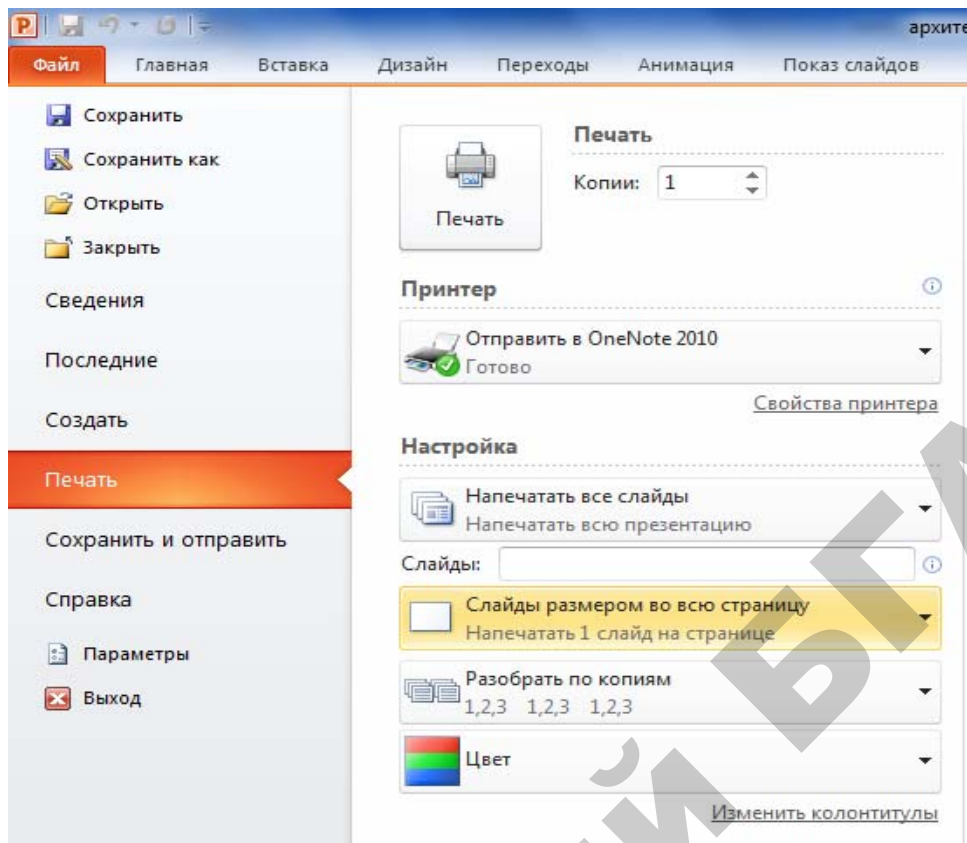 архите
Файл Главная Вставка Дизайн Переходы Анимация Показ слайдов
Сохранить
Сохранить как
Открыть
Закрыть
Сведения
Последние
Создать
Печать
Сохранить и отправить
Справка
Параметры
Выход
Печать
Печать
Копии: 1
Принтер
Отправить в OneNote 2010
Готово
Свойства принтера
Настройка
Напечатать все слайды
Напечатать всю презентацию
Слайды:
Слайды размером во всю страницу
Напечатать 1 слайд на странице
Разобрать по копиям
1,2,3 1,2,3 1,2,3
Цвет
Изменить колонтитулы
ий БГА